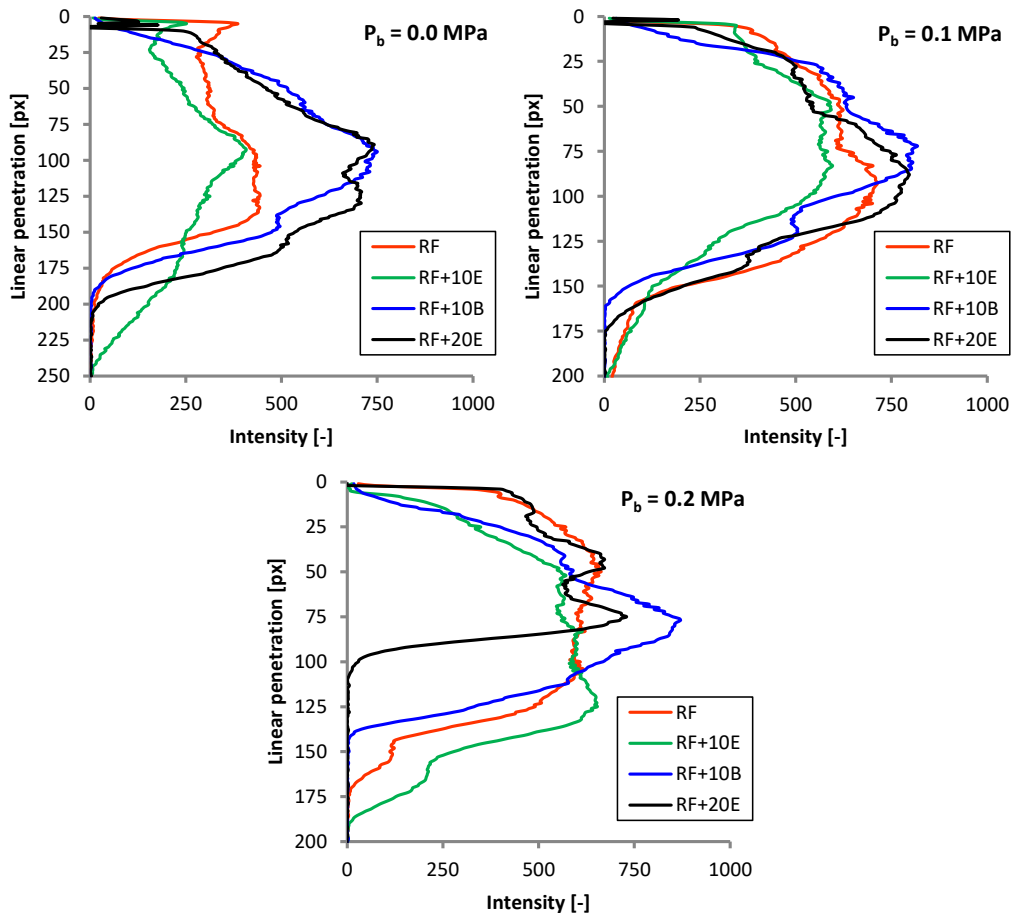 P_b = 0.0 MPa
Linear penetration [px]
0
25
50
75
100
125
150
175
200
225
250
RF
RF+10E
RF+10B
RF+20E
0
250
500
750
1000
Intensity [-]
P_b = 0.1 MPa
Linear penetration [px]
0
25
50
75
100
125
150
175
200
RF
RF+10E
RF+10B
RF+20E
0
250
500
750
1000
Intensity [-]
P_b = 0.2 MPa
Linear penetration [px]
0
25
50
75
100
125
150
175
200
RF
RF+10E
RF+10B
RF+20E
0
250
500
750
1000
Intensity [-]